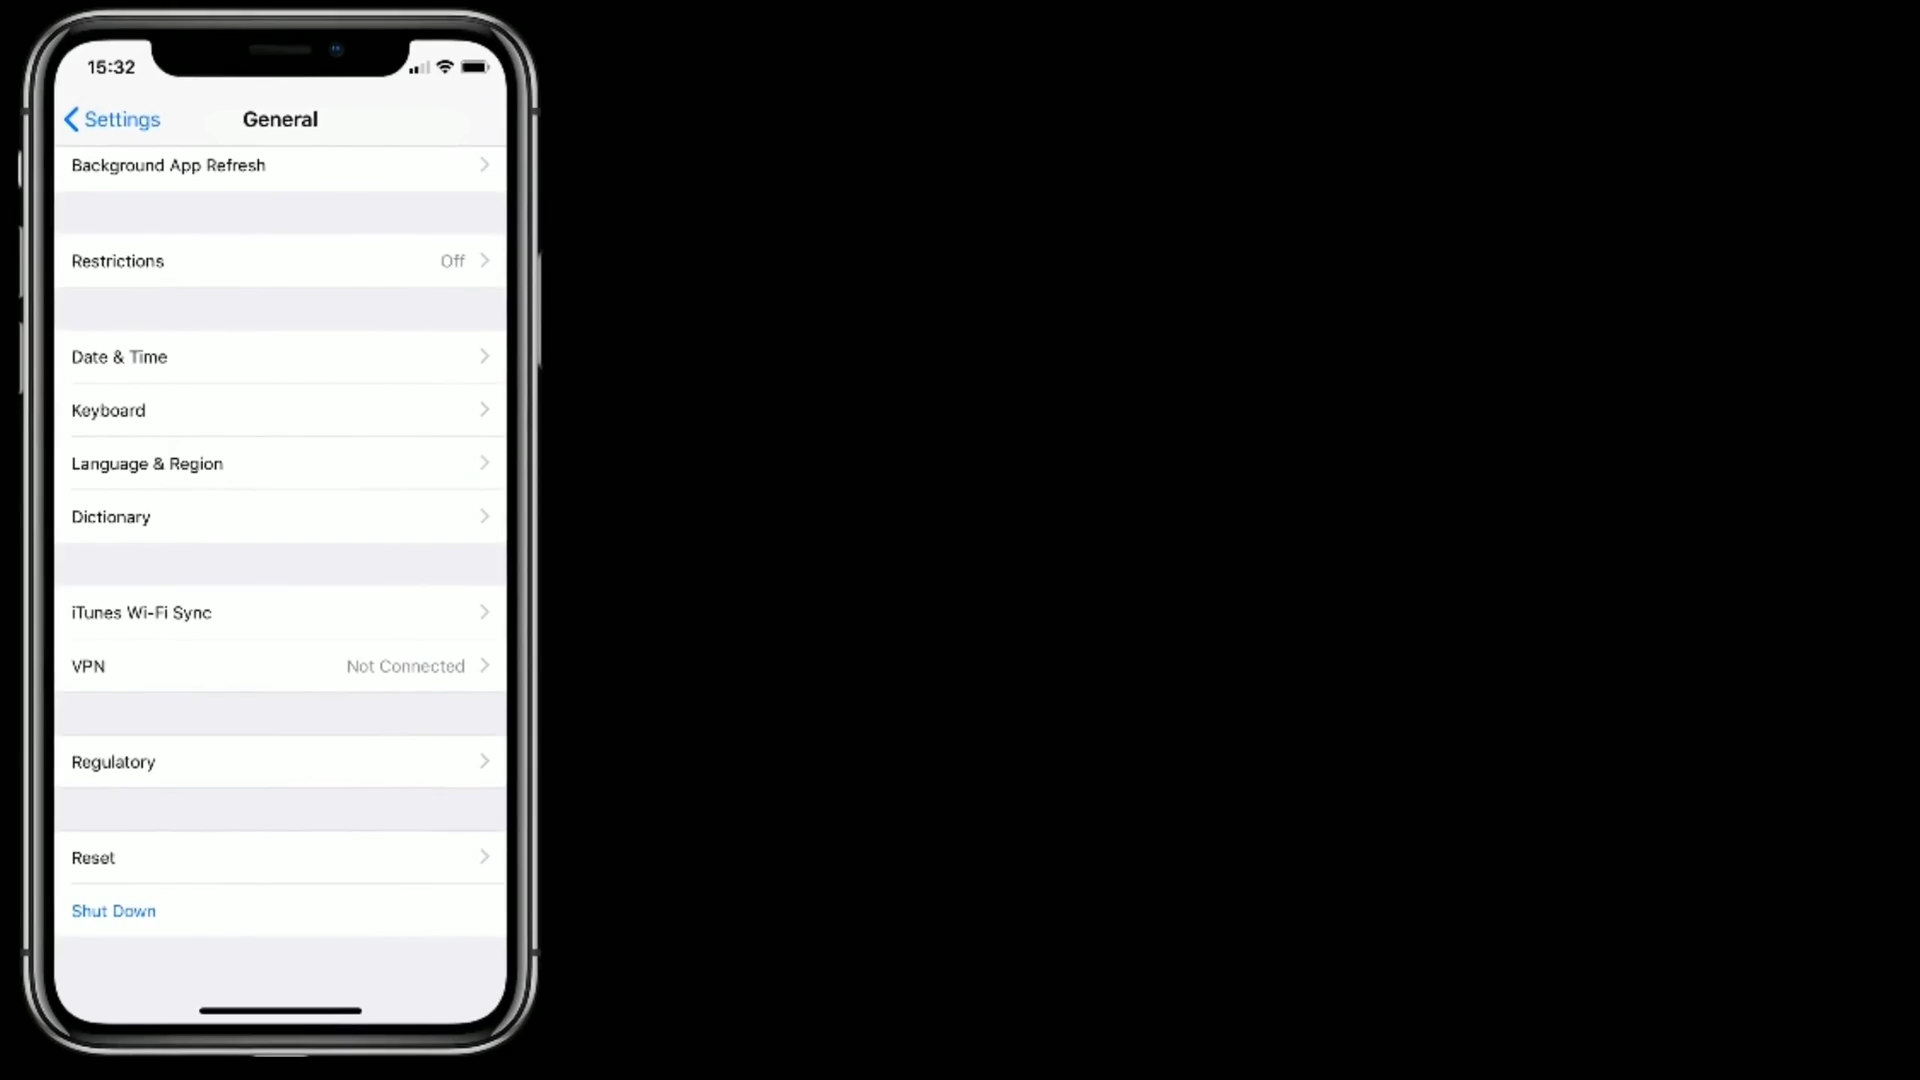 15:32
Settings
General
Background App Refresh
Restrictions Off
Date & Time
Keyboard
Language & Region
Dictionary
iTunes Wi-Fi Sync
VPN Not Connected
Regulatory
Reset
Shut Down